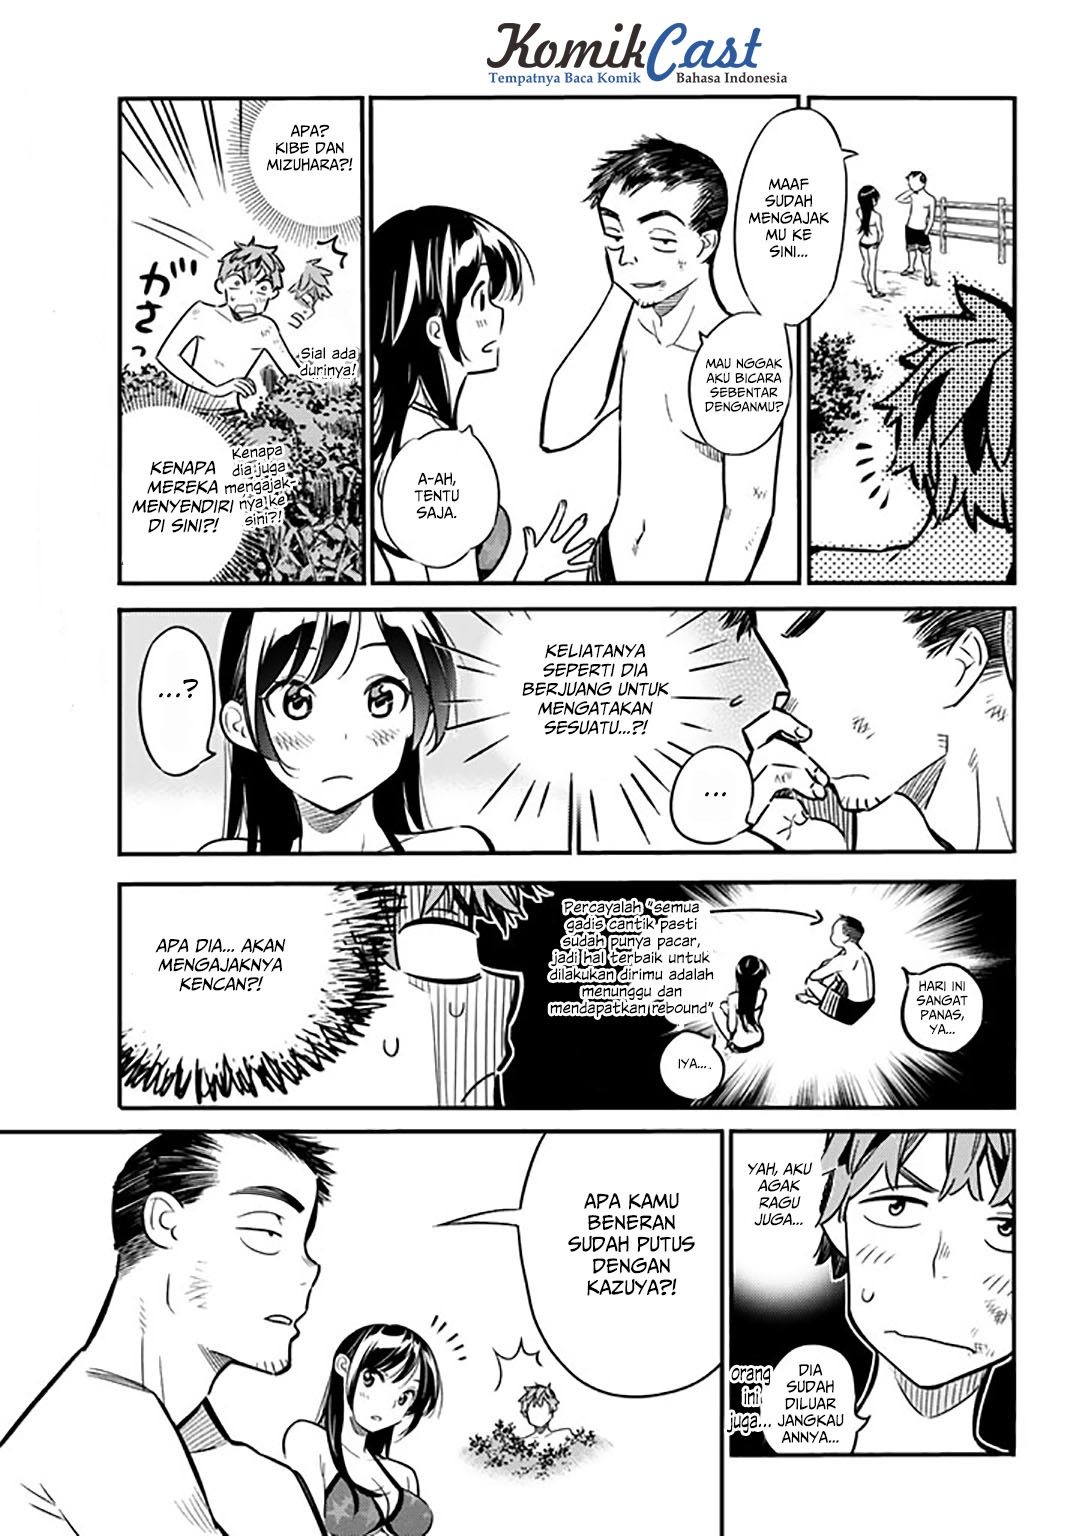 KomikCast
Tempatnya Baca Komik Bahasa Indonesia
MAAF
SUDAH
MENGAJAK
MU KE
SINI...
MAU NGGAK
AKU BICARA
SEBENTAR
DENGANMU?
A-AH,
TENTU
SAJA.
APA?
KIBE DAN
MIZUHARA?!
ガサッ
Sial ada
durinya!
KENAPA
MEREKA
MENYENDIRI
DI SINI?!
Kenapa
dia juga
mengajak-
nya ke
sini?!
KELIATANYA
SEPERTI DIA
BERJUANG UNTUK
MENGATAKAN
SESUATU...?!
...
...?
Percayalah "semua
gadis cantik pasti
sudah punya pacar,
jadi hal terbaik untuk
dilakukan dirimu adalah
menunggu dan
mendapatkan rebound"
HARI INI
SANGAT
PANAS,
YA...
IYA....
APA DIA... AKAN
MENGAJAKNYA
KENCAN?!
YAH, AKU
AGAK
RAGU
JUGA...
DIA
SUDAH
DILUAR
JANGKAU
ANNYA...
orang
ini
juga...
APA KAMU
BENERAN
SUDAH PUTUS
DENGAN
KAZUYA?!